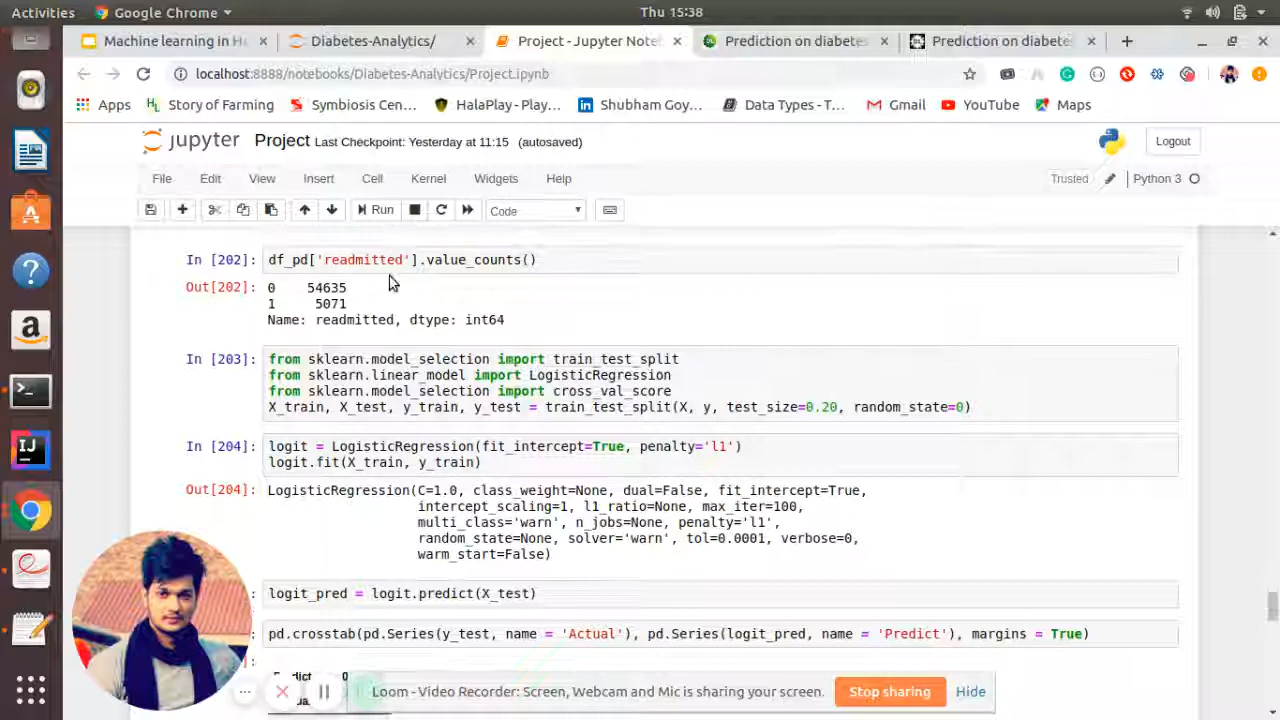 Activities Google Chrome Thu 15:38
Machine learning in He Diabetes-Analytics/ Project - Jupyter Note Prediction on diabetes Prediction on diabetes
localhost:8888/notebooks/Diabetes-Analytics/Project.ipynb
Apps Story of Farming Symbiosis Cen... HalaPlay - Play... Shubham Goy... Data Types - T... Gmail YouTube Maps
jupyter Project Last Checkpoint: Yesterday at 11:15 (autosaved) Logout
File Edit View Insert Cell Kernel Widgets Help Trusted Python 3
Run Code
In [202]: df_pd['readmitted'].value_counts()
Out[202]: 0 54635
1 5071
Name: readmitted, dtype: int64
In [203]: from sklearn.model_selection import train_test_split
from sklearn.linear_model import LogisticRegression
from sklearn.model_selection import cross_val_score
X_train, X_test, y_train, y_test = train_test_split(X, y, test_size=0.20, random_state=0)
In [204]: logit = LogisticRegression(fit_intercept=True, penalty='l1')
logit.fit(X_train, y_train)
Out[204]: LogisticRegression(C=1.0, class_weight=None, dual=False, fit_intercept=True,
intercept_scaling=1, l1_ratio=None, max_iter=100,
multi_class='warn', n_jobs=None, penalty='l1',
random_state=None, solver='warn', tol=0.0001, verbose=0,
warm_start=False)
logit_pred = logit.predict(X_test)
pd.crosstab(pd.Series(y_test, name = 'Actual'), pd.Series(logit_pred, name = 'Predict'), margins = True)
Loom - Video Recorder: Screen, Webcam and Mic is sharing your screen. Stop sharing Hide